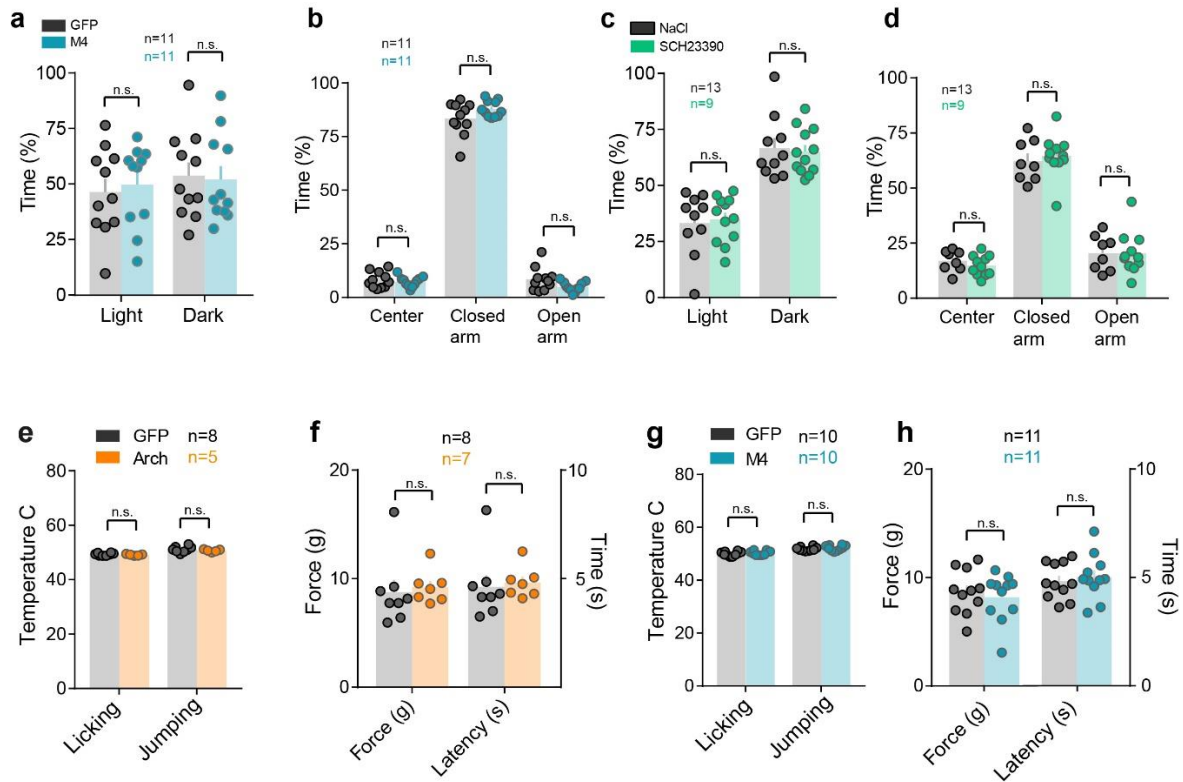 a
GFP
M4
n=11
n=11
n.s.
n.s.
100
75
50
25
0
Time (%)
Light
Dark
b
n=11
n=11
n.s.
n.s.
n.s.
100
75
50
25
0
Time (%)
Center
Closed
arm
Open
arm
c
NaCl
SCH23390
n=13
n=9
n.s.
n.s.
100
75
50
25
0
Time (%)
Light
Dark
d
n=13
n=9
n.s.
n.s.
n.s.
100
75
50
25
0
Time (%)
Center
Closed
arm
Open
arm
e
GFP n=8
Arch n=5
n.s.
n.s.
80
60
40
20
0
Temperature C
Licking
Jumping
f
n=8
n=7
n.s.
n.s.
20
10
0
Force (g)
10
5
0
Time (s)
Force (g)
Latency (s)
g
GFP n=10
M4 n=10
n.s.
n.s.
80
60
40
20
0
Temperature C
Licking
Jumping
h
n=11
n=11
n.s.
n.s.
20
10
0
Force (g)
10
5
0
Time (s)
Force (g)
Latency (s)